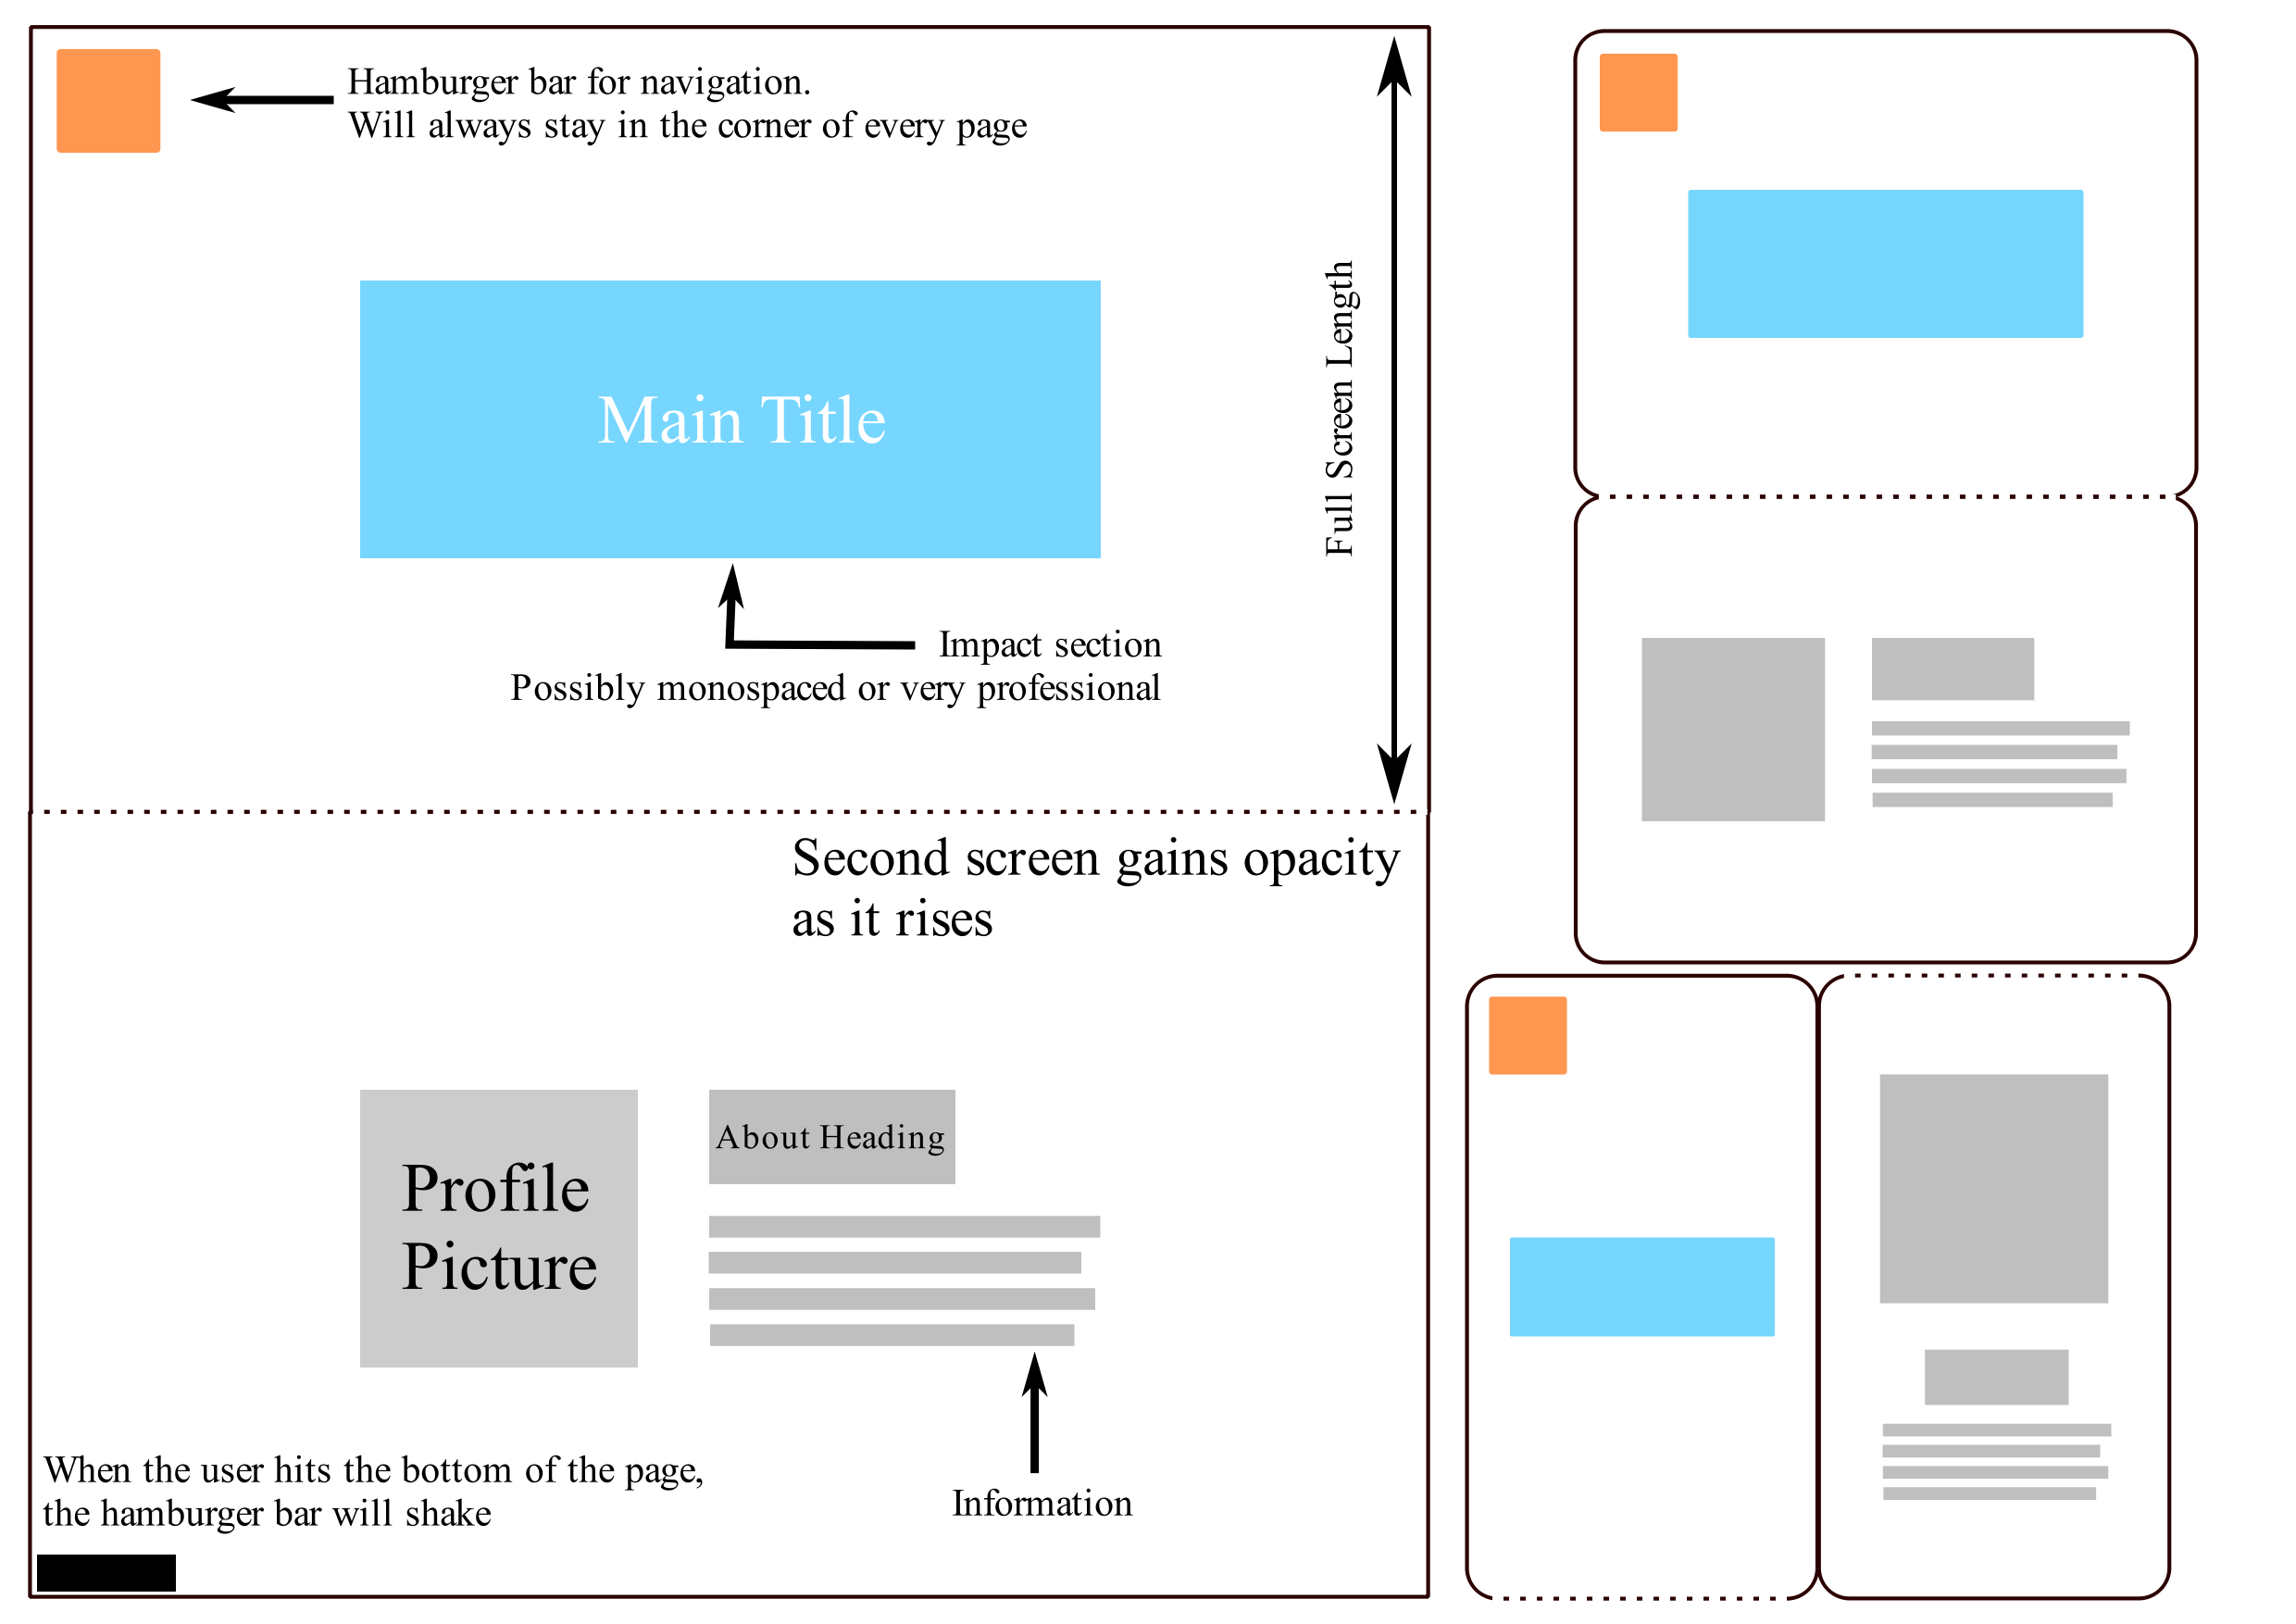 Hamburger bar for navigation.
Will always stay in the corner of every page
Full Screen Length
Main Title
Impact section
Possibly monospaced or very professional
Second screen gains opacity
as it rises
Profile
Picture
About Heading
Information
When the user hits the bottom of the page,
the hamburger bar will shake